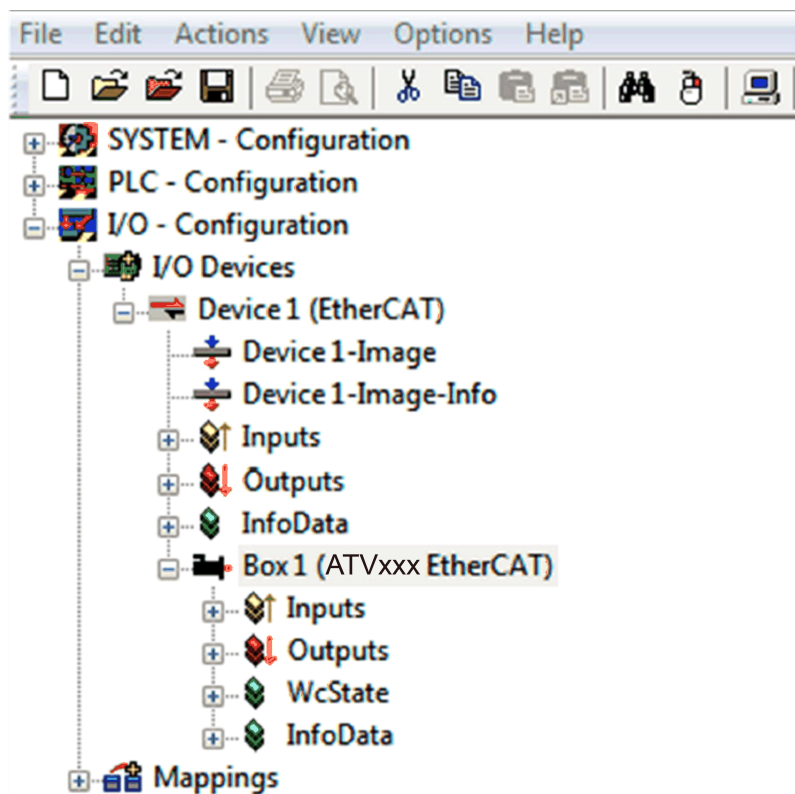 File Edit Actions View Options Help
SYSTEM - Configuration
PLC - Configuration
I/O - Configuration
I/O Devices
Device 1 (EtherCAT)
Device 1-Image
Device 1-Image-Info
Inputs
Outputs
InfoData
Box 1 (ATVxxx EtherCAT)
Inputs
Outputs
WcState
InfoData
Mappings